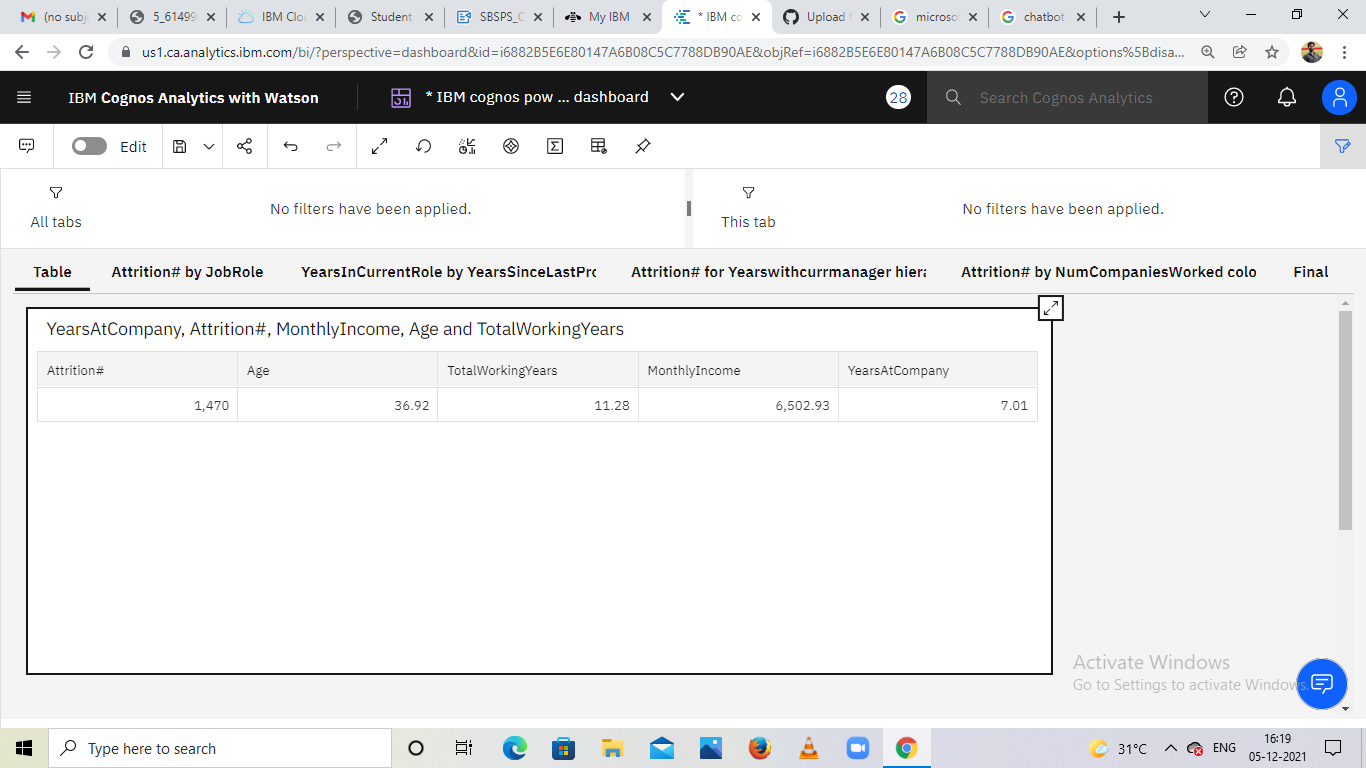 (no subj
5_61499
IBM Clou
Student
SBSPS_C
My IBM
* IBM co
Upload
microso
chatbot
us1.ca.analytics.ibm.com/bi/?perspective=dashboard&id=i6882B5E6E80147A6B08C5C7788DB90AE&objRef=i6882B5E6E80147A6B08C5C7788DB90AE&options%5Bdisa...
IBM Cognos Analytics with Watson
* IBM cognos pow ... dashboard
28
Search Cognos Analytics
Edit
All tabs
No filters have been applied.
This tab
No filters have been applied.
Table
Attrition# by JobRole
YearsInCurrentRole by YearsSinceLastPro
Attrition# for Yearswithcurrmanager hiera
Attrition# by NumCompaniesWorked colo
Final
YearsAtCompany, Attrition#, MonthlyIncome, Age and TotalWorkingYears
Attrition# Age TotalWorkingYears MonthlyIncome YearsAtCompany
1,470 36.92 11.28 6,502.93 7.01
Activate Windows
Go to Settings to activate Windows.
Type here to search
31°C
ENG
16:19
05-12-2021